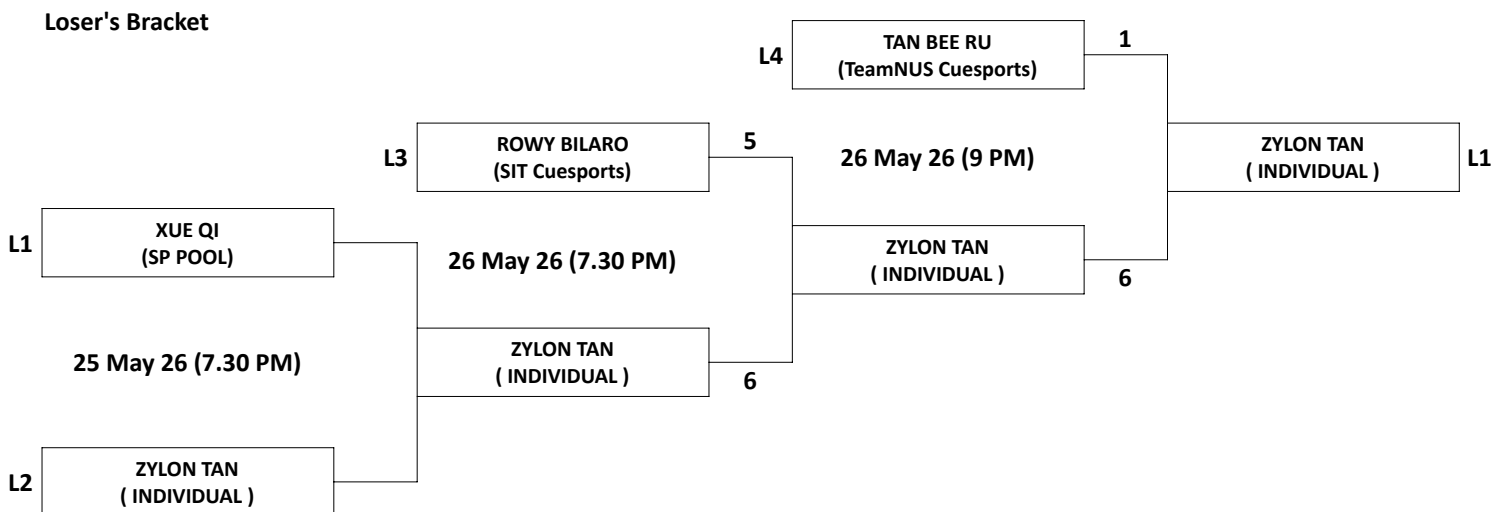 Loser's Bracket
L4
TAN BEE RU
(TeamNUS Cuesports)
1
L3
ROWY BILARO
(SIT Cuesports)
5
26 May 26 (9 PM)
ZYLON TAN
( INDIVIDUAL )
L1
L1
XUE QI
(SP POOL)
26 May 26 (7.30 PM)
ZYLON TAN
( INDIVIDUAL )
6
25 May 26 (7.30 PM)
ZYLON TAN
( INDIVIDUAL )
6
L2
ZYLON TAN
( INDIVIDUAL )